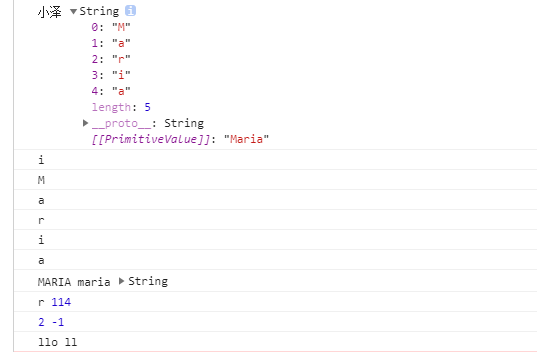 小泽 ▼String i
0: "M"
1: "a"
2: "r"
3: "i"
4: "a"
length: 5
▶__proto__: String
[[PrimitiveValue]]: "Maria"
i
M
a
r
i
a
MARIA maria ▶String
r 114
2 -1
llo ll